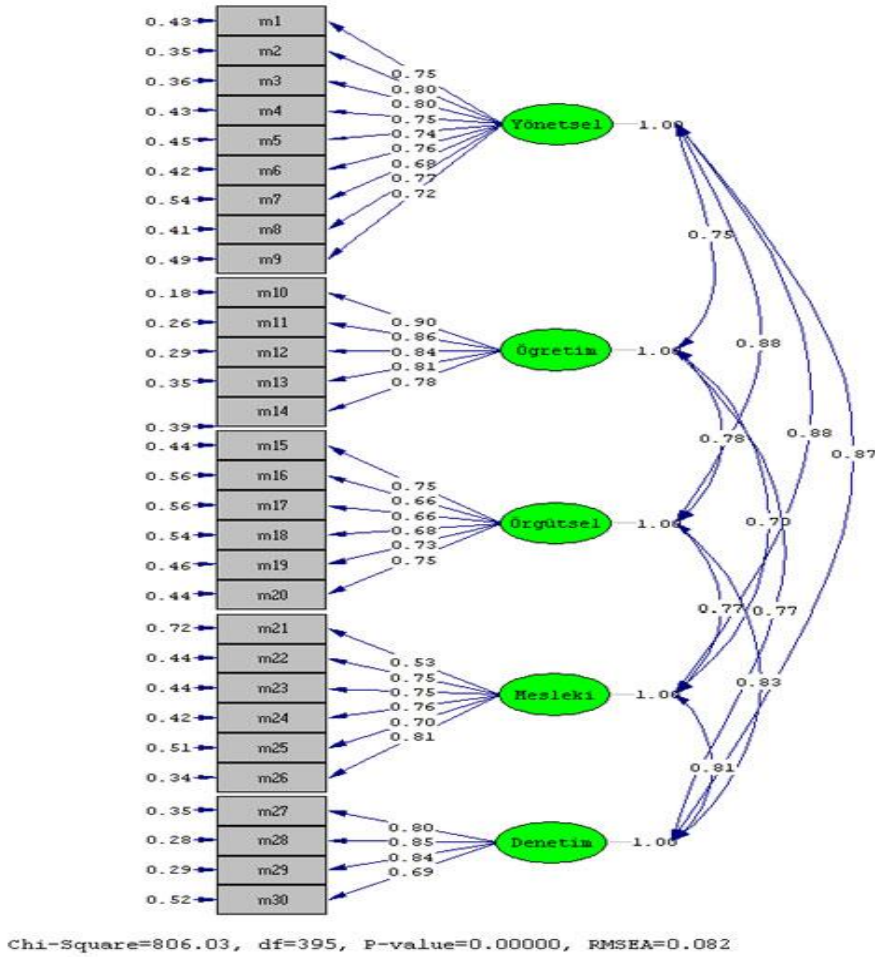 0.43 m1
0.35 m2
0.36 m3
0.43 m4
0.45 m5
0.42 m6
0.54 m7
0.41 m8
0.49 m9
0.75
0.80
0.80
0.75
0.74
0.76
0.68
0.77
0.72
Yönetsel 1.00
0.18 m10
0.26 m11
0.29 m12
0.35 m13
0.39 m14
0.90
0.86
0.84
0.81
0.78
Ögretim 1.00
0.44 m15
0.56 m16
0.56 m17
0.54 m18
0.46 m19
0.44 m20
0.75
0.66
0.66
0.68
0.73
0.75
Örgütsel 1.00
0.72 m21
0.44 m22
0.44 m23
0.42 m24
0.51 m25
0.34 m26
0.53
0.75
0.75
0.76
0.70
0.81
Mesleki 1.00
0.35 m27
0.28 m28
0.29 m29
0.52 m30
0.80
0.85
0.84
0.69
Denetim 1.00
0.75
0.88
0.78
0.88
0.87
0.70
0.77
0.77
0.83
0.81
Chi-Square=806.03, df=395, P-value=0.00000, RMSEA=0.082